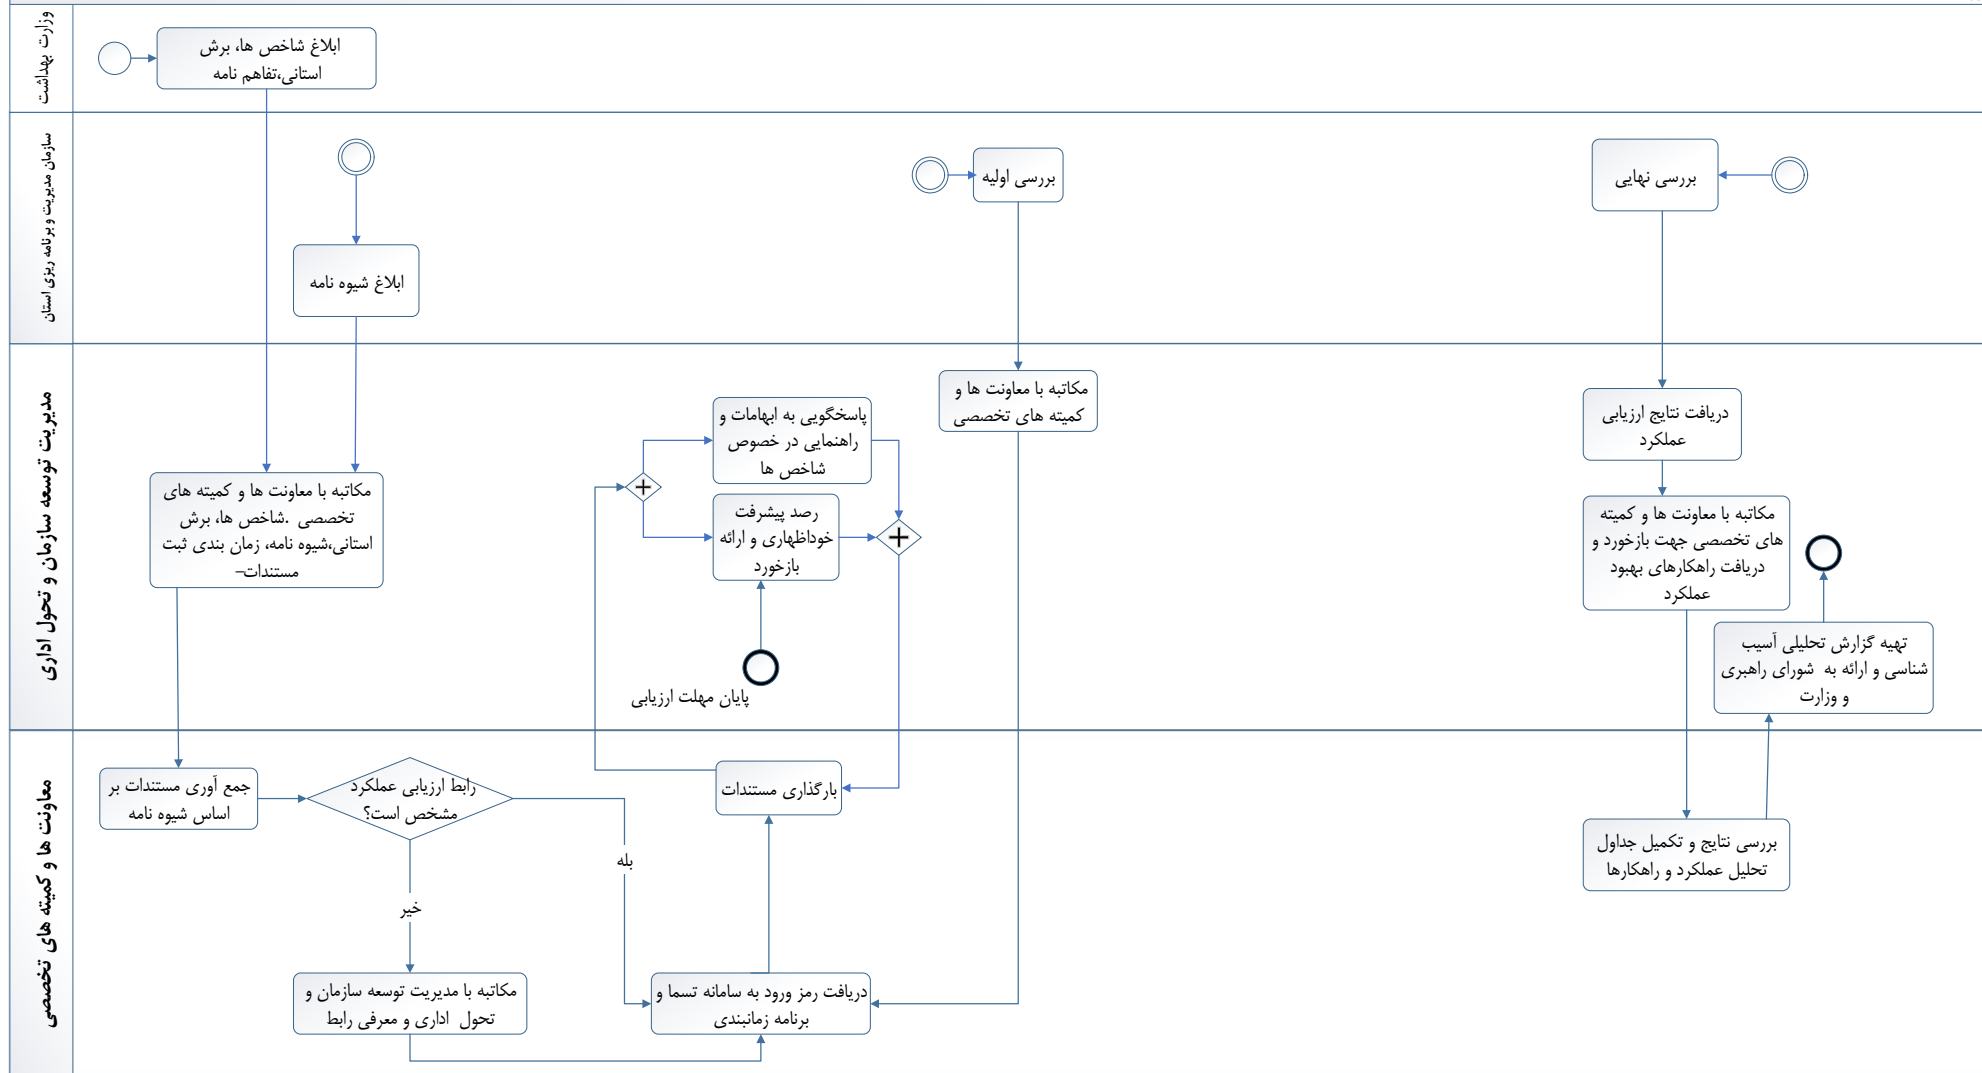 وزارت بهداشت
ابلاغ شاخص ها، برش
استانی،تفاهم نامه
سازمان مدیریت و برنامه ریزی استان
ابلاغ شیوه نامه
بررسی اولیه
بررسی نهایی
مدیریت توسعه سازمان و تحول اداری
مکاتبه با معاونت ها و کمیته های
تخصصی .شاخص ها، برش
استانی،شیوه نامه، زمان بندی ثبت
مستندات–
پاسخگویی به ابهامات و
راهنمایی در خصوص
شاخص ها
رصد پیشرفت
خوداظهاری و ارائه
بازخورد
پایان مهلت ارزیابی
مکاتبه با معاونت ها و
کمیته های تخصصی
دریافت نتایج ارزیابی
عملکرد
مکاتبه با معاونت ها و کمیته
های تخصصی جهت بازخورد و
دریافت راهکارهای بهبود
عملکرد
تهیه گزارش تحلیلی آسیب
شناسی و ارائه به شورای راهبری
و وزارت
معاونت ها و کمیته های تخصصی
جمع آوری مستندات بر
اساس شیوه نامه
رابط ارزیابی عملکرد
مشخص است؟
بله
خیر
مکاتبه با مدیریت توسعه سازمان و
تحول اداری و معرفی رابط
بارگذاری مستندات
دریافت رمز ورود به سامانه تسما و
برنامه زمانبندی
بررسی نتایج و تکمیل جداول
تحلیل عملکرد و راهکارها